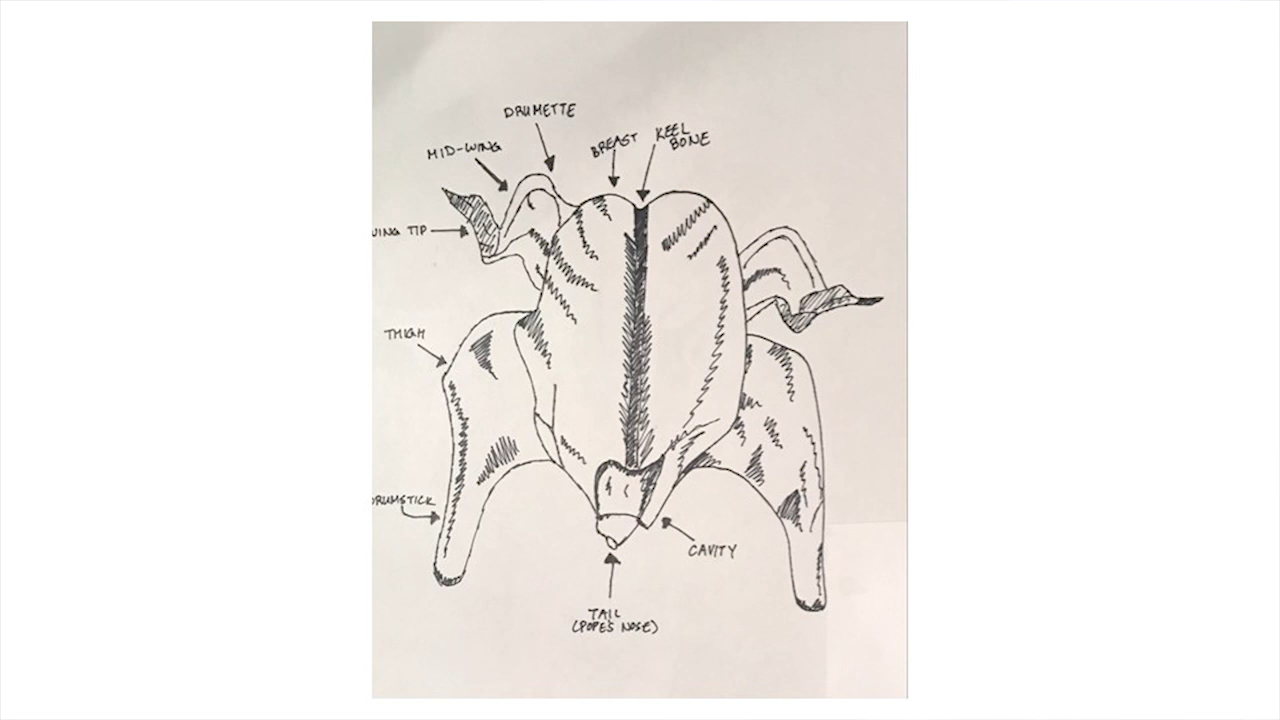 DRUMETTE
MID-WING
BREAST
KEEL
BONE
WING TIP
THIGH
DRUMSTICK
CAVITY
TAIL
(POPE'S NOSE)